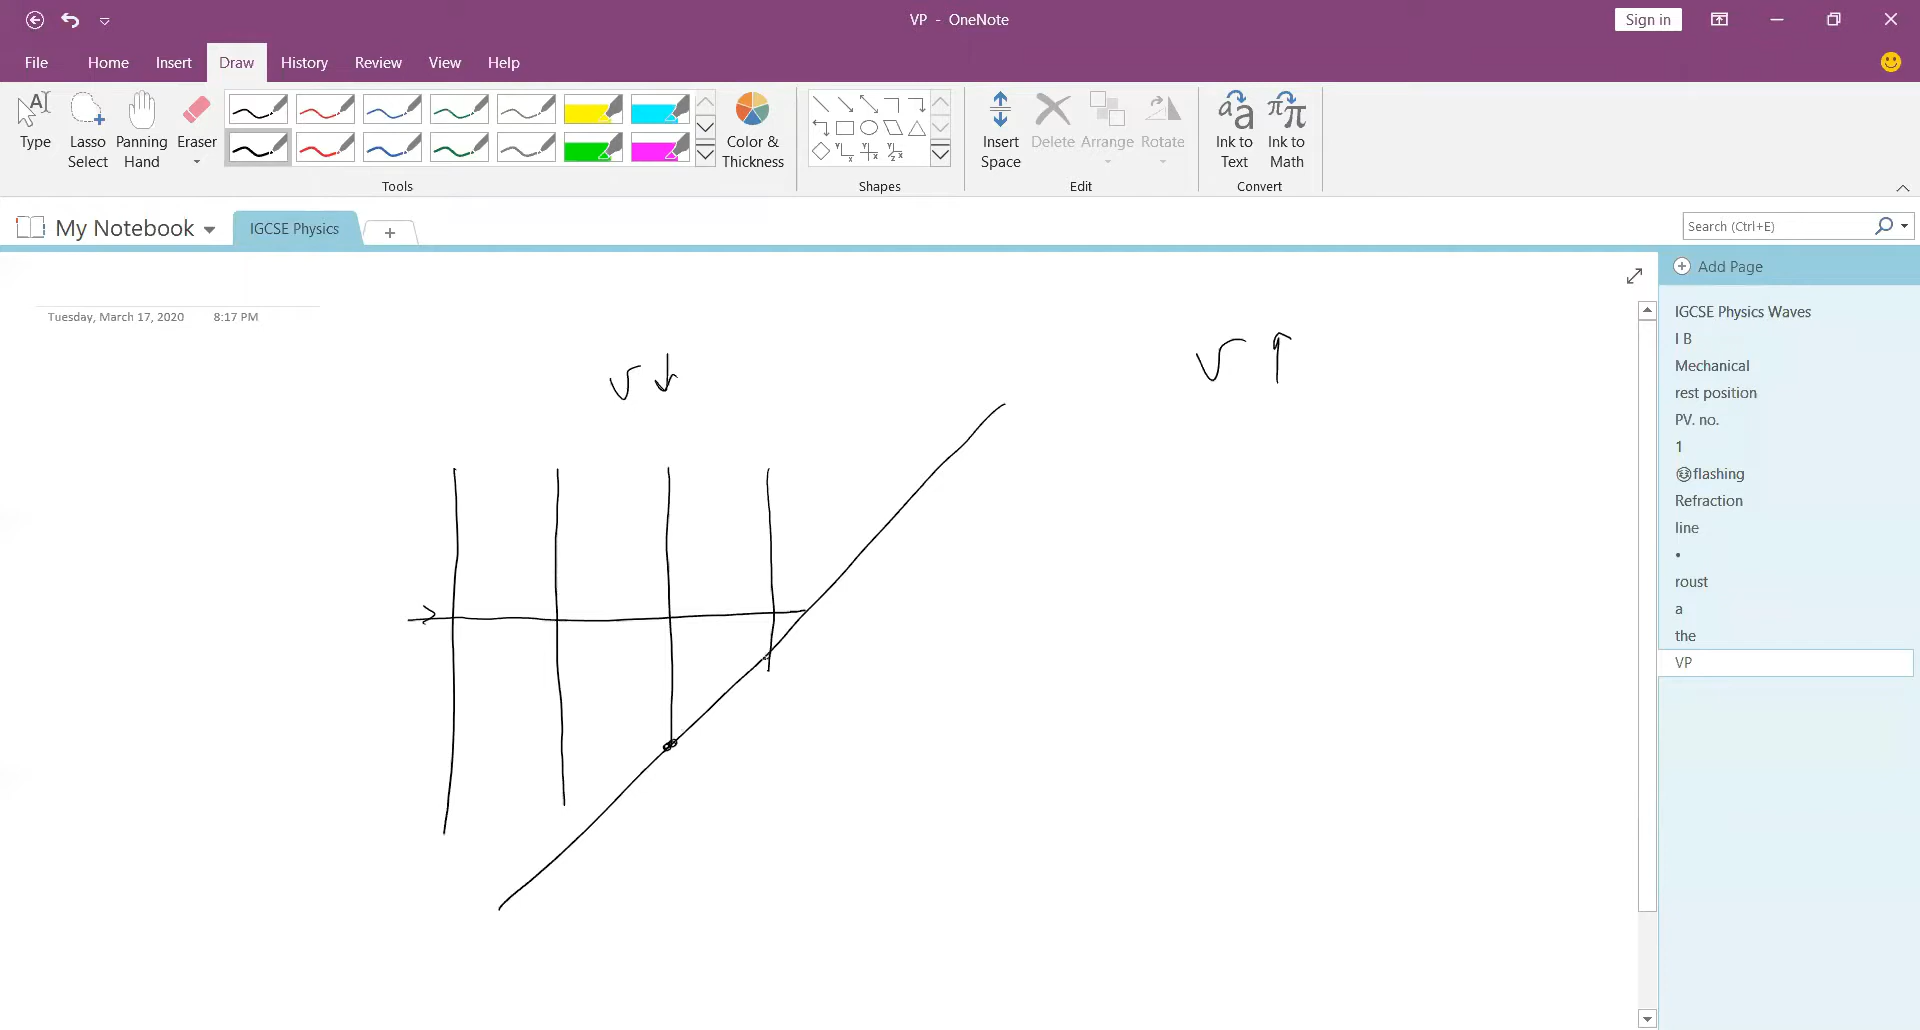 VP - OneNote
Sign in
File Home Insert Draw History Review View Help
Type
Lasso Select
Panning Hand
Eraser
Color & Thickness
Insert Space
Delete
Arrange
Rotate
Ink to Text
Ink to Math
Tools Shapes Edit Convert
My Notebook
IGCSE Physics
Search (Ctrl+E)
Add Page
Tuesday, March 17, 2020 8:17 PM
v ↓
v ↑
IGCSE Physics Waves
I B
Mechanical
rest position
PV. no.
1
flashing
Refraction
line
•
roust
a
the
VP